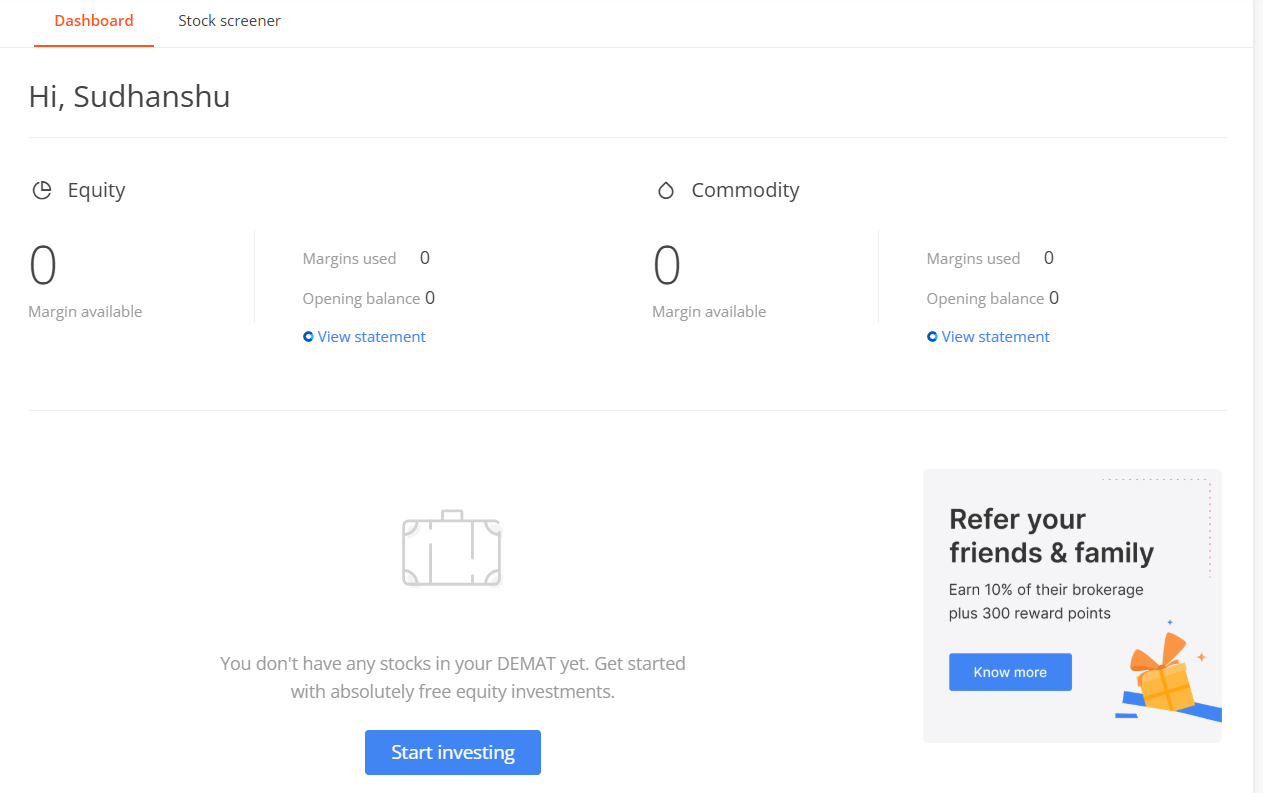 Dashboard Stock screener
Hi, Sudhanshu
Equity
0
Margin available
Margins used 0
Opening balance 0
View statement
Commodity
0
Margin available
Margins used 0
Opening balance 0
View statement
You don't have any stocks in your DEMAT yet. Get started
with absolutely free equity investments.
Start investing
Refer your
friends & family
Earn 10% of their brokerage
plus 300 reward points
Know more